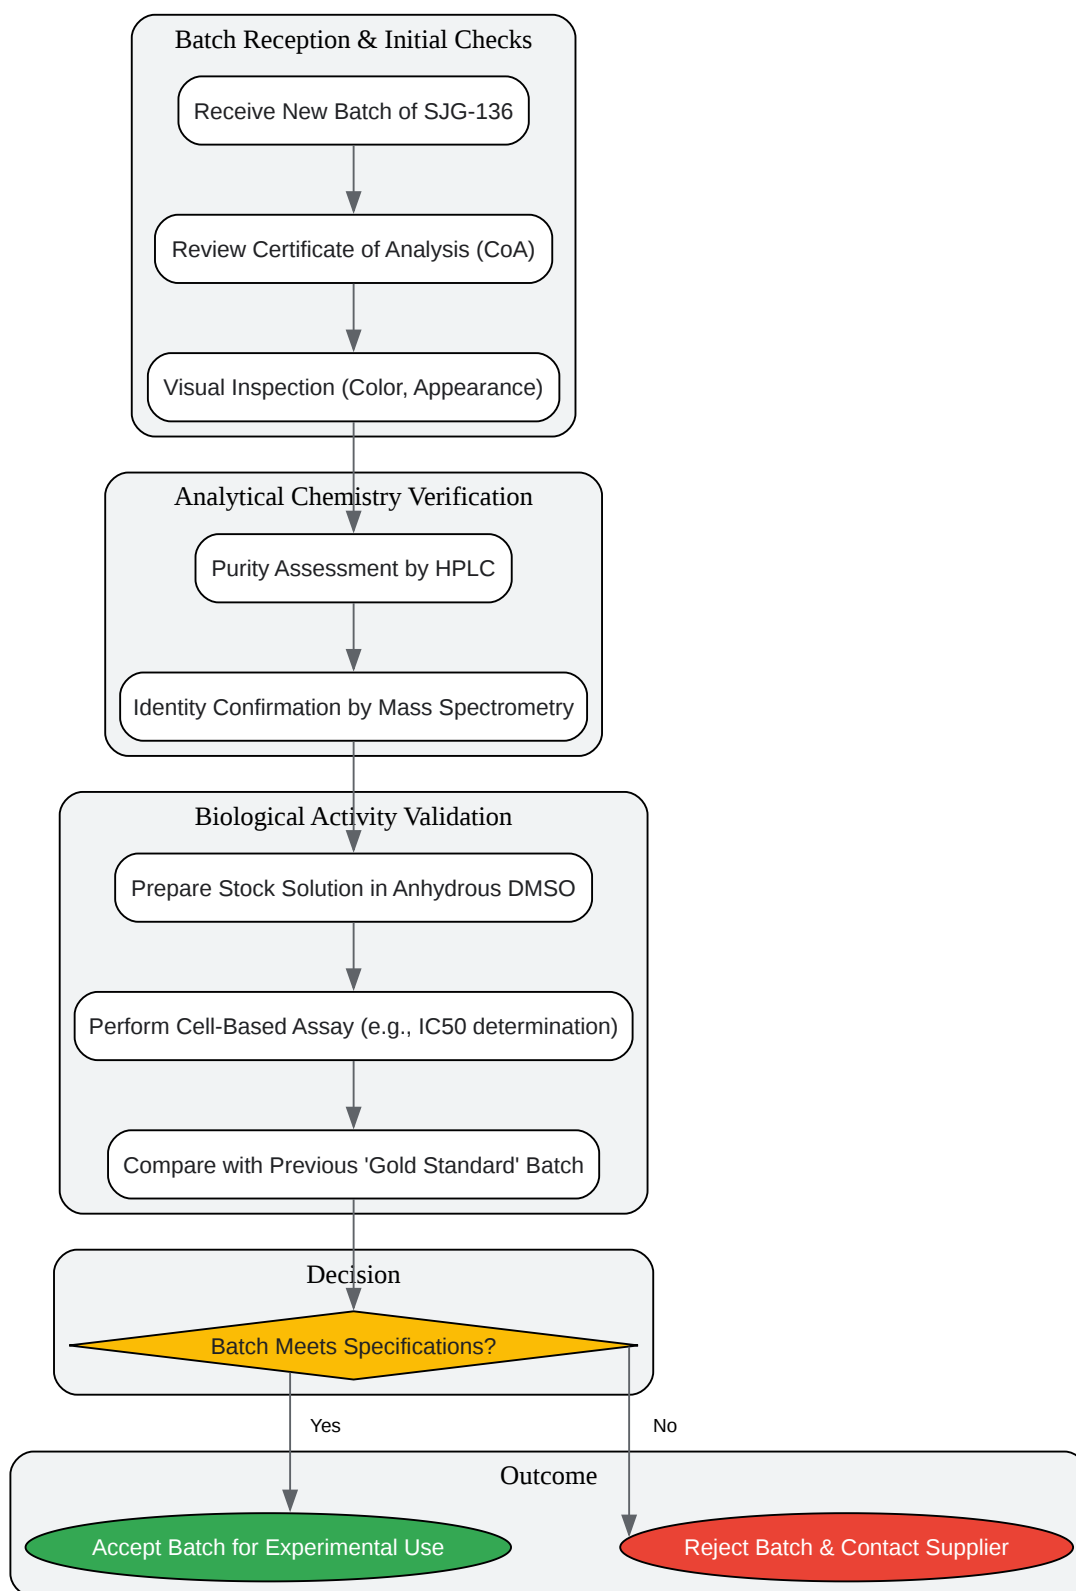 Batch Reception & Initial Checks
Receive New Batch of SJG-136
Review Certificate of Analysis (CoA)
Visual Inspection (Color, Appearance)
Analytical Chemistry Verification
Purity Assessment by HPLC
Identity Confirmation by Mass Spectrometry
Biological Activity Validation
Prepare Stock Solution in Anhydrous DMSO
Perform Cell-Based Assay (e.g., IC50 determination)
Compare with Previous 'Gold Standard' Batch
Decision
Batch Meets Specifications?
Yes
No
Outcome
Accept Batch for Experimental Use
Reject Batch & Contact Supplier